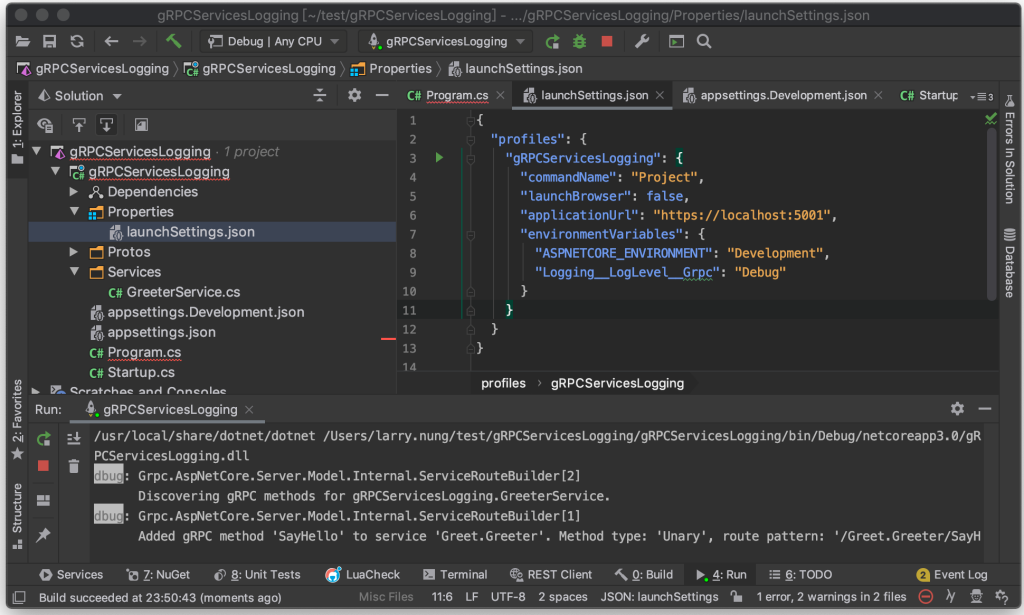 gRPCServicesLogging [~/test/gRPCServicesLogging] - .../gRPCServicesLogging/Properties/launchSettings.json
Debug | Any CPU
gRPCServicesLogging
gRPCServicesLogging
gRPCServicesLogging
Properties
launchSettings.json
1: Explorer
Solution
C# Program.cs
launchSettings.json
appsettings.Development.json
C# Startup
3
gRPCServicesLogging · 1 project
gRPCServicesLogging
Dependencies
Properties
launchSettings.json
Protos
Services
C# GreeterService.cs
appsettings.Development.json
appsettings.json
C# Program.cs
C# Startup.cs
Scratches and Consoles
1 {
2 "profiles": {
3 "gRPCServicesLogging": {
4 "commandName": "Project",
5 "launchBrowser": false,
6 "applicationUrl": "https://localhost:5001",
7 "environmentVariables": {
8 "ASPNETCORE_ENVIRONMENT": "Development",
9 "Logging__LogLevel__Grpc": "Debug"
10 }
11 }
12 }
13 }
14
profiles › gRPCServicesLogging
Errors In Solution
Database
2: Favorites
Structure
Run: gRPCServicesLogging
/usr/local/share/dotnet/dotnet /Users/larry.nung/test/gRPCServicesLogging/gRPCServicesLogging/bin/Debug/netcoreapp3.0/gR
PCServicesLogging.dll
dbug: Grpc.AspNetCore.Server.Model.Internal.ServiceRouteBuilder[2]
Discovering gRPC methods for gRPCServicesLogging.GreeterService.
dbug: Grpc.AspNetCore.Server.Model.Internal.ServiceRouteBuilder[1]
Added gRPC method 'SayHello' to service 'Greet.Greeter'. Method type: 'Unary', route pattern: '/Greet.Greeter/SayH
Services
7: NuGet
8: Unit Tests
LuaCheck
Terminal
REST Client
0: Build
4: Run
6: TODO
2 Event Log
Build succeeded at 23:50:43 (moments ago)
Misc Files
11:6
LF
UTF-8
2 spaces
JSON: launchSettings
1 error, 2 warnings in 2 files